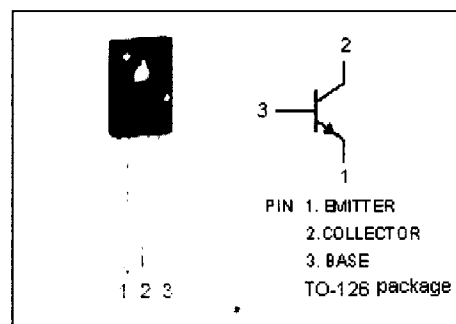 2
3
1
PIN 1. EMITTER
2.COLLECTOR
3. BASE
TO-126 package
1 2 3